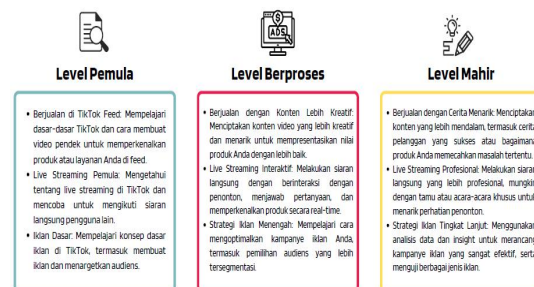 ADS
Level Pemula
• Berjualan di TikTok Feed: Mempelajari
dasar-dasar TikTok dan cara membuat
video pendek untuk memperkenalkan
produk atau layanan Anda di feed.
• Live Streaming Pemula: Mengetahui
tentang live streaming di TikTok dan
mencoba untuk mengikuti siaran
langsung pengguna lain.
• Iklan Dasar: Mempelajari konsep dasar
iklan di TikTok, termasuk membuat
iklan dan menargetkan audiens.
Level Berproses
• Berjualan dengan Konten Lebih Kreatif:
Menciptakan konten video yang lebih kreatif
dan menarik untuk mempresentasikan nilai
produk Anda dengan lebih baik.
• Live Streaming Interaktif: Melakukan siaran
langsung dengan berinteraksi dengan
penonton, menjawab pertanyaan, dan
memperkenalkan produk secara real-time.
• Strategi Iklan Menengah: Mempelajari cara
mengoptimalkan kampanye iklan Anda,
termasuk pemilihan audiens yang lebih
tersegmentasi.
Level Mahir
• Berjualan dengan Cerita Menarik: Menciptakan
konten yang lebih mendalam, termasuk cerita
pelanggan yang sukses atau bagaimana
produk Anda memecahkan masalah tertentu.
• Live Streaming Profesional: Melakukan siaran
langsung yang lebih profesional, mungkin
dengan tamu atau acara-acara khusus untuk
menarik perhatian penonton.
• Strategi Iklan Tingkat Lanjut: Menggunakan
analisis data dan insight untuk merancang
kampanye iklan yang sangat efektif, serta
menguji berbagai jenis iklan.